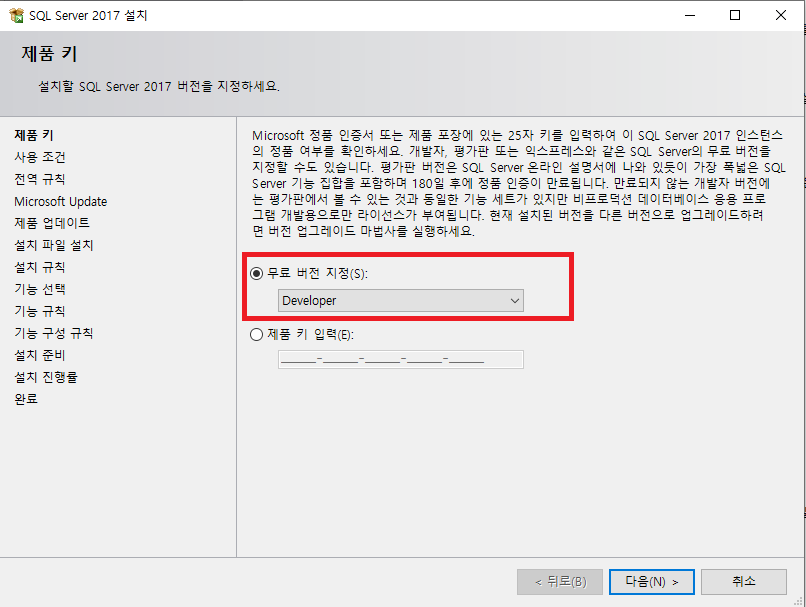 SQL Server 2017 설치
제품 키
설치할 SQL Server 2017 버전을 지정하세요.
제품 키
사용 조건
전역 규칙
Microsoft Update
제품 업데이트
설치 파일 설치
설치 규칙
기능 선택
기능 규칙
기능 구성 규칙
설치 준비
설치 진행률
완료
Microsoft 정품 인증서 또는 제품 포장에 있는 25자 키를 입력하여 이 SQL Server 2017 인스턴스
의 정품 여부를 확인하세요. 개발자, 평가판 또는 익스프레스와 같은 SQL Server의 무료 버전을
지정할 수도 있습니다. 평가판 버전은 SQL Server 온라인 설명서에 나와 있듯이 가장 폭넓은 SQL
Server 기능 집합을 포함하며 180일 후에 정품 인증이 만료됩니다. 만료되지 않는 개발자 버전에
는 평가판에서 볼 수 있는 것과 동일한 기능 세트가 있지만 비프로덕션 데이터베이스 응용 프로
그램 개발용으로만 라이선스가 부여됩니다. 현재 설치된 버전을 다른 버전으로 업그레이드하려
면 버전 업그레이드 마법사를 실행하세요.
무료 버전 지정(S):
Developer
제품 키 입력(E):
_____-_____-_____-_____-_____
< 뒤로(B)
다음(N) >
취소